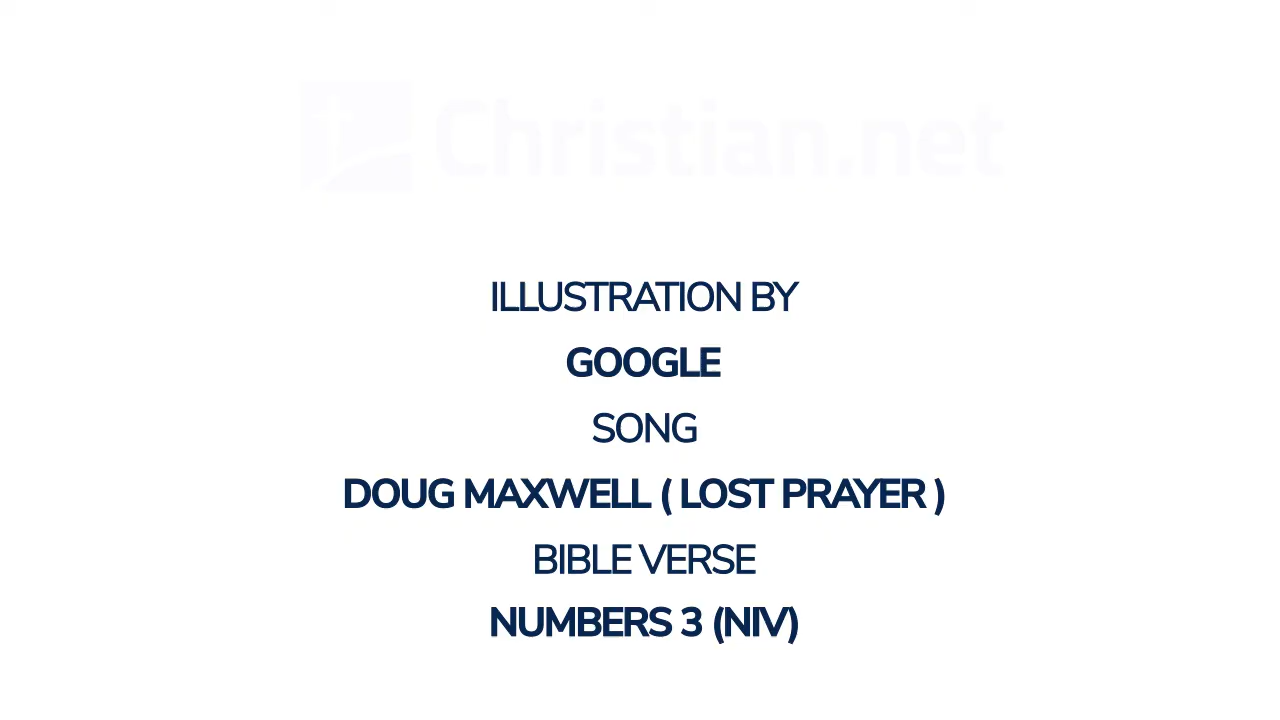 Christian.net
ILLUSTRATION BY
GOOGLE
SONG
DOUG MAXWELL ( LOST PRAYER )
BIBLE VERSE
NUMBERS 3 (NIV)